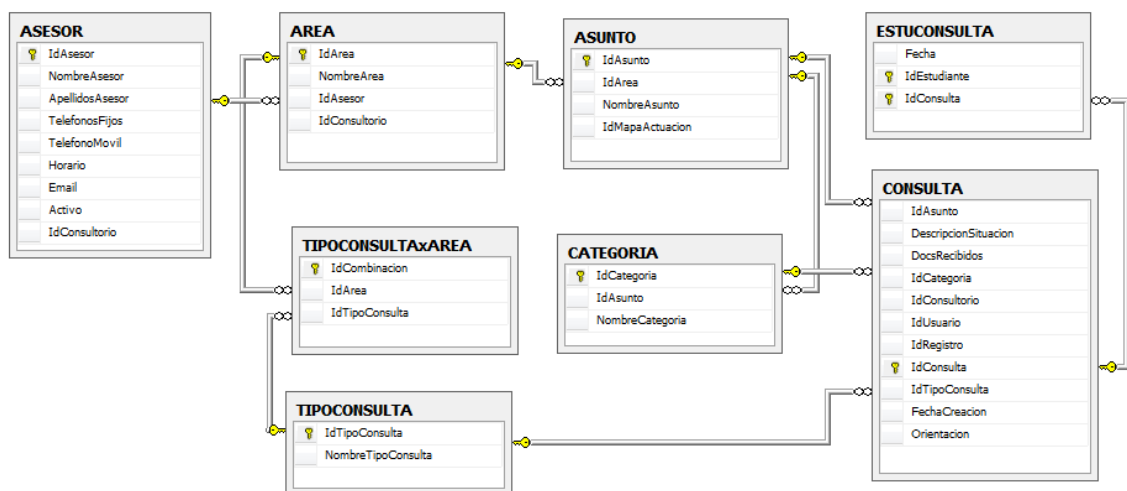 ASESOR
IdAsesor
NombreAsesor
ApellidosAsesor
TelefonosFijos
TelefonoMovil
Horario
Email
Activo
IdConsultorio
AREA
IdArea
NombreArea
IdAsesor
IdConsultorio
ASUNTO
IdAsunto
IdArea
NombreAsunto
IdMapaActuacion
ESTUCONSULTA
Fecha
IdEstudiante
IdConsulta
TIPOCONSULTAxAREA
IdCombinacion
IdArea
IdTipoConsulta
CATEGORIA
IdCategoria
IdAsunto
NombreCategoria
CONSULTA
IdAsunto
DescripcionSituacion
DocsRecibidos
IdCategoria
IdConsultorio
IdUsuario
IdRegistro
IdConsulta
IdTipoConsulta
FechaCreacion
Orientacion
TIPOCONSULTA
IdTipoConsulta
NombreTipoConsulta